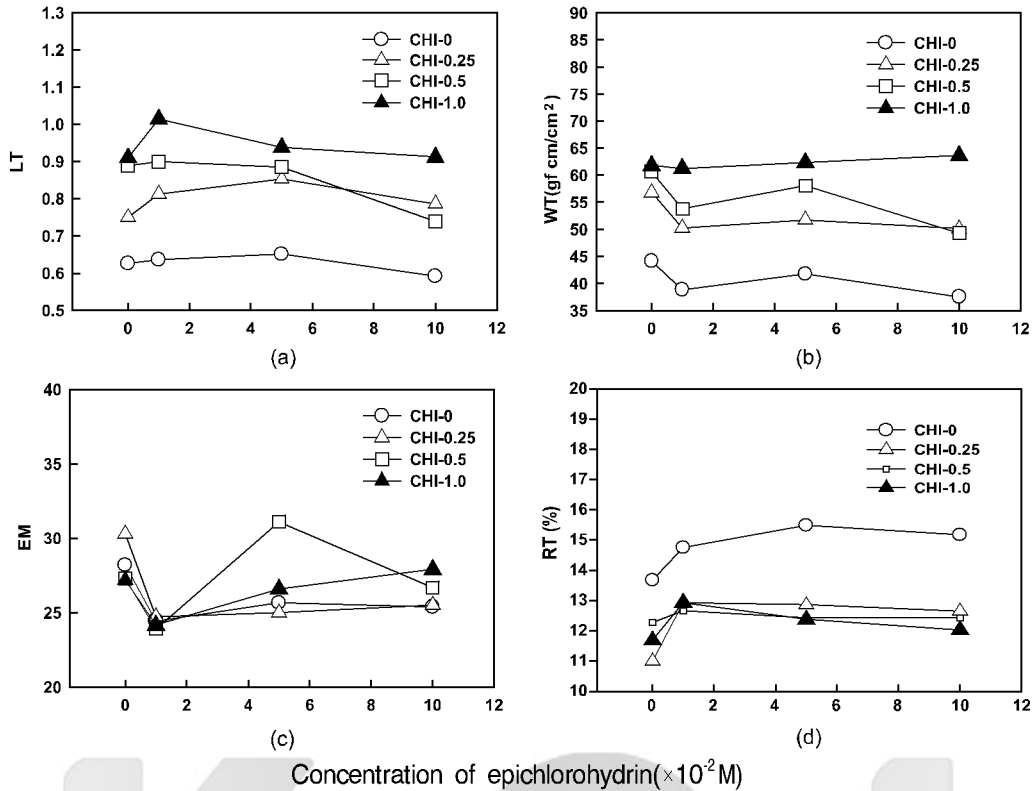 1.3
1.2
1.1
1.0
0.9
0.8
0.7
0.6
0.5
LT
CHI-0
CHI-0.25
CHI-0.5
CHI-1.0
0 2 4 6 8 10 12
(a)
90
85
80
75
70
65
60
55
50
45
40
35
WT(gf cm/cm²)
CHI-0
CHI-0.25
CHI-0.5
CHI-1.0
0 2 4 6 8 10 12
(b)
40
35
30
25
20
EM
CHI-0
CHI-0.25
CHI-0.5
CHI-1.0
0 2 4 6 8 10 12
(c)
20
19
18
17
16
15
14
13
12
11
10
RT (%)
CHI-0
CHI-0.25
CHI-0.5
CHI-1.0
0 2 4 6 8 10 12
(d)
Concentration of epichlorohydrin(×10⁻²M)